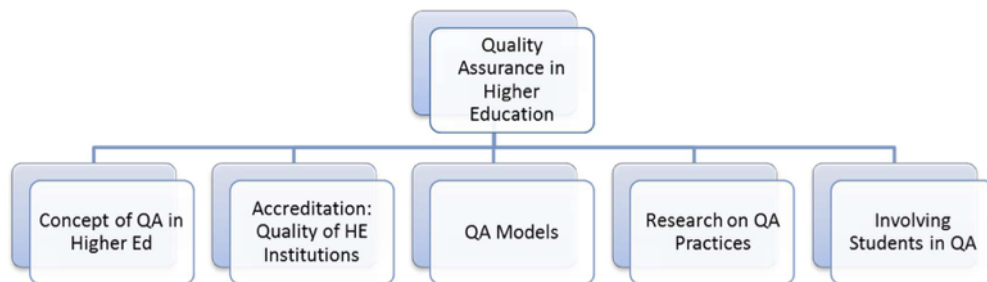 Quality
Assurance in
Higher
Education
Concept of QA in
Higher Ed
Accreditation:
Quality of HE
Institutions
QA Models
Research on QA
Practices
Involving
Students in QA